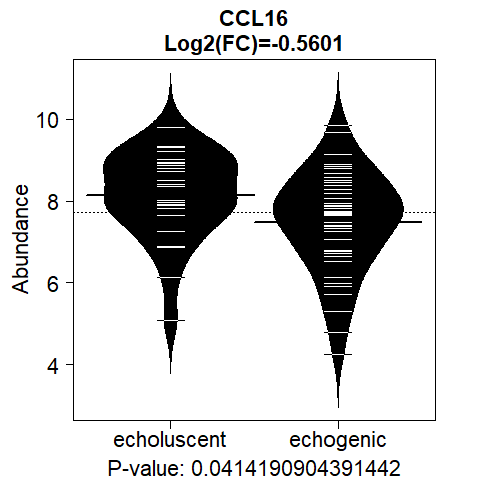 CCL16
Log2(FC)=-0.5601
Abundance
10
8
6
4
echoluscent echogenic
P-value: 0.0414190904391442